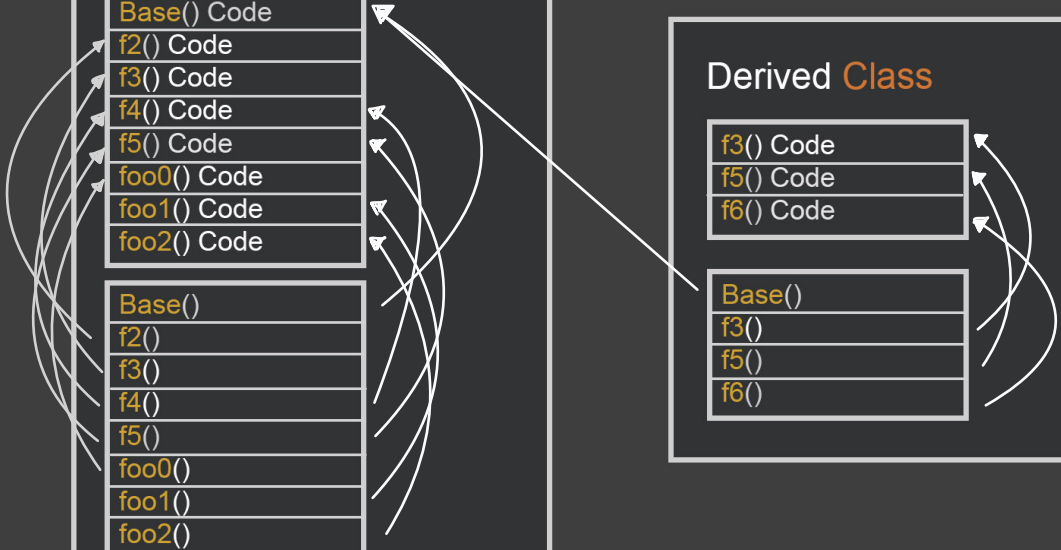 Base() Code
f2() Code
f3() Code
f4() Code
f5() Code
foo0() Code
foo1() Code
foo2() Code
Base()
f2()
f3()
f4()
f5()
foo0()
foo1()
foo2()
Derived Class
f3() Code
f5() Code
f6() Code
Base()
f3()
f5()
f6()